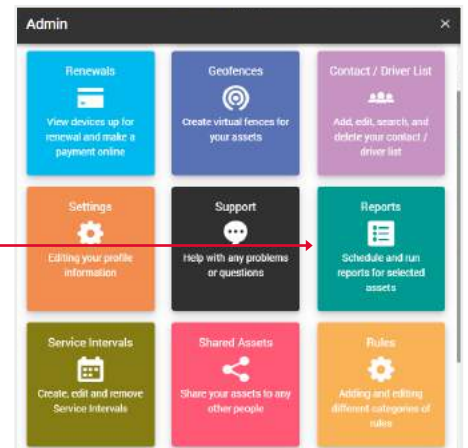 Admin ×
Renewals
View devices up for
renewal and make a
payment online
Geofences
Create virtual fences for
your assets
Contact / Driver List
Add, edit, search, and
delete your contact /
driver list
Settings
Editing your profile
information
Support
Help with any problems
or questions
Reports
Schedule and run
reports for selected
assets
Service Intervals
Create, edit and remove
Service Intervals
Shared Assets
Share your assets to any
other people
Rules
Adding and editing
different categories of
rules